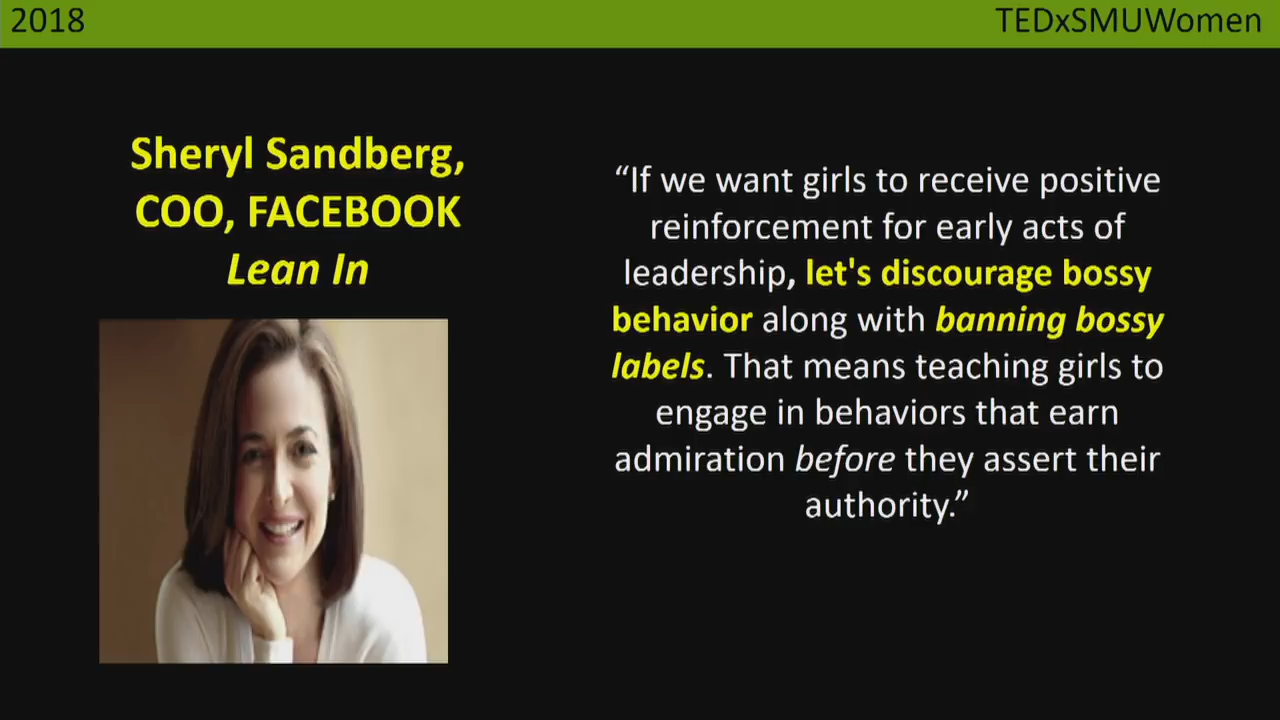 2018
TEDxSMUWomen
Sheryl Sandberg,
COO, FACEBOOK
Lean In
“If we want girls to receive positive
reinforcement for early acts of
leadership, let's discourage bossy
behavior along with banning bossy
labels. That means teaching girls to
engage in behaviors that earn
admiration before they assert their
authority.”